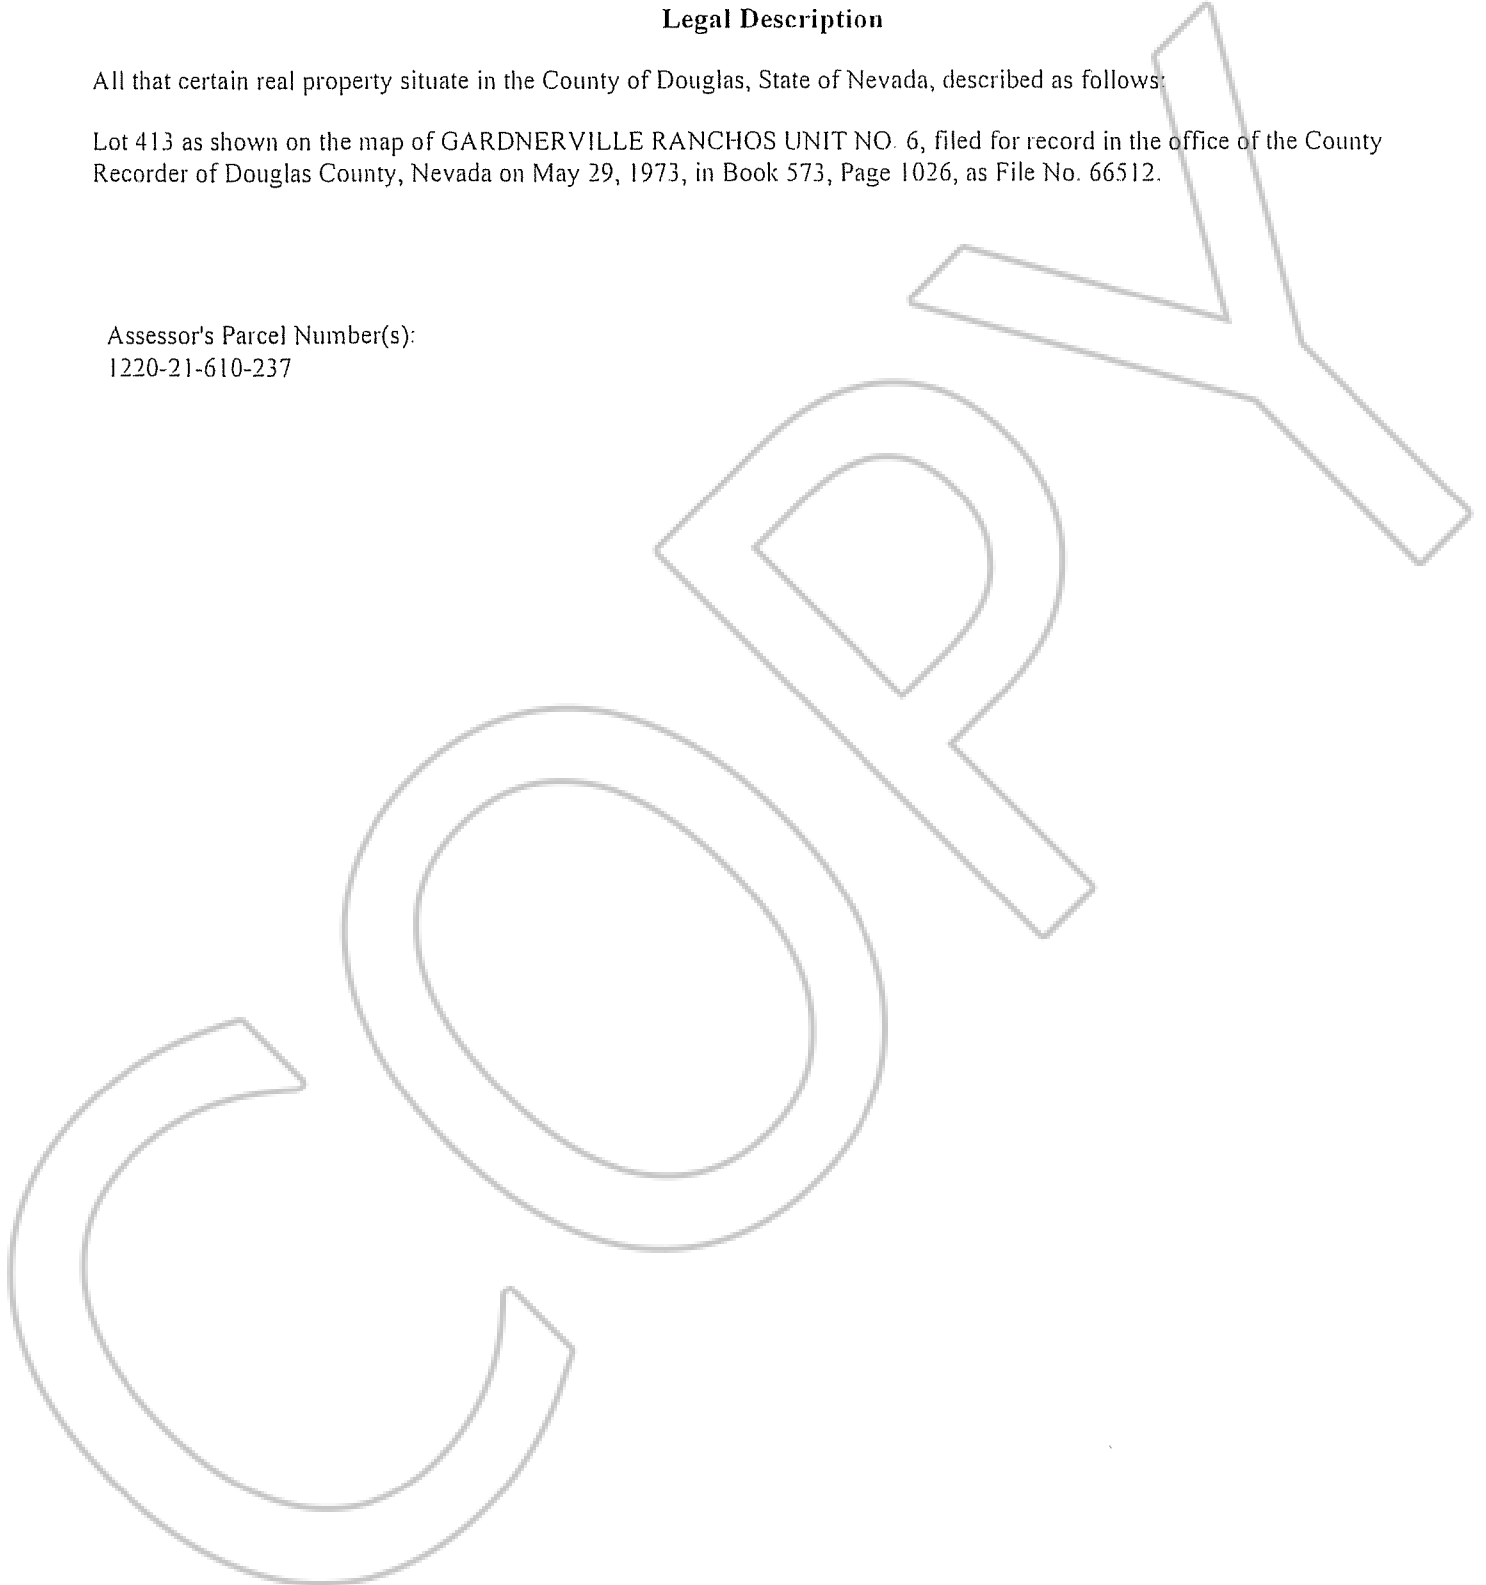 Legal Description
All that certain real property situate in the County of Douglas, State of Nevada, described as follows:
Lot 413 as shown on the map of GARDNERVILLE RANCHOS UNIT NO. 6, filed for record in the office of the County
Recorder of Douglas County, Nevada on May 29, 1973, in Book 573, Page 1026, as File No. 66512.
Assessor's Parcel Number(s):
1220-21-610-237
COPY